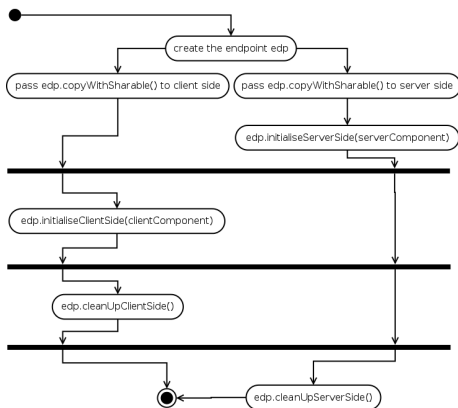 create the endpoint edp
pass edp.copyWithSharable() to client side
pass edp.copyWithSharable() to server side
edp.initialiseServerSide(serverComponent)
edp.initialiseClientSide(clientComponent)
edp.cleanUpClientSide()
edp.cleanUpServerSide()